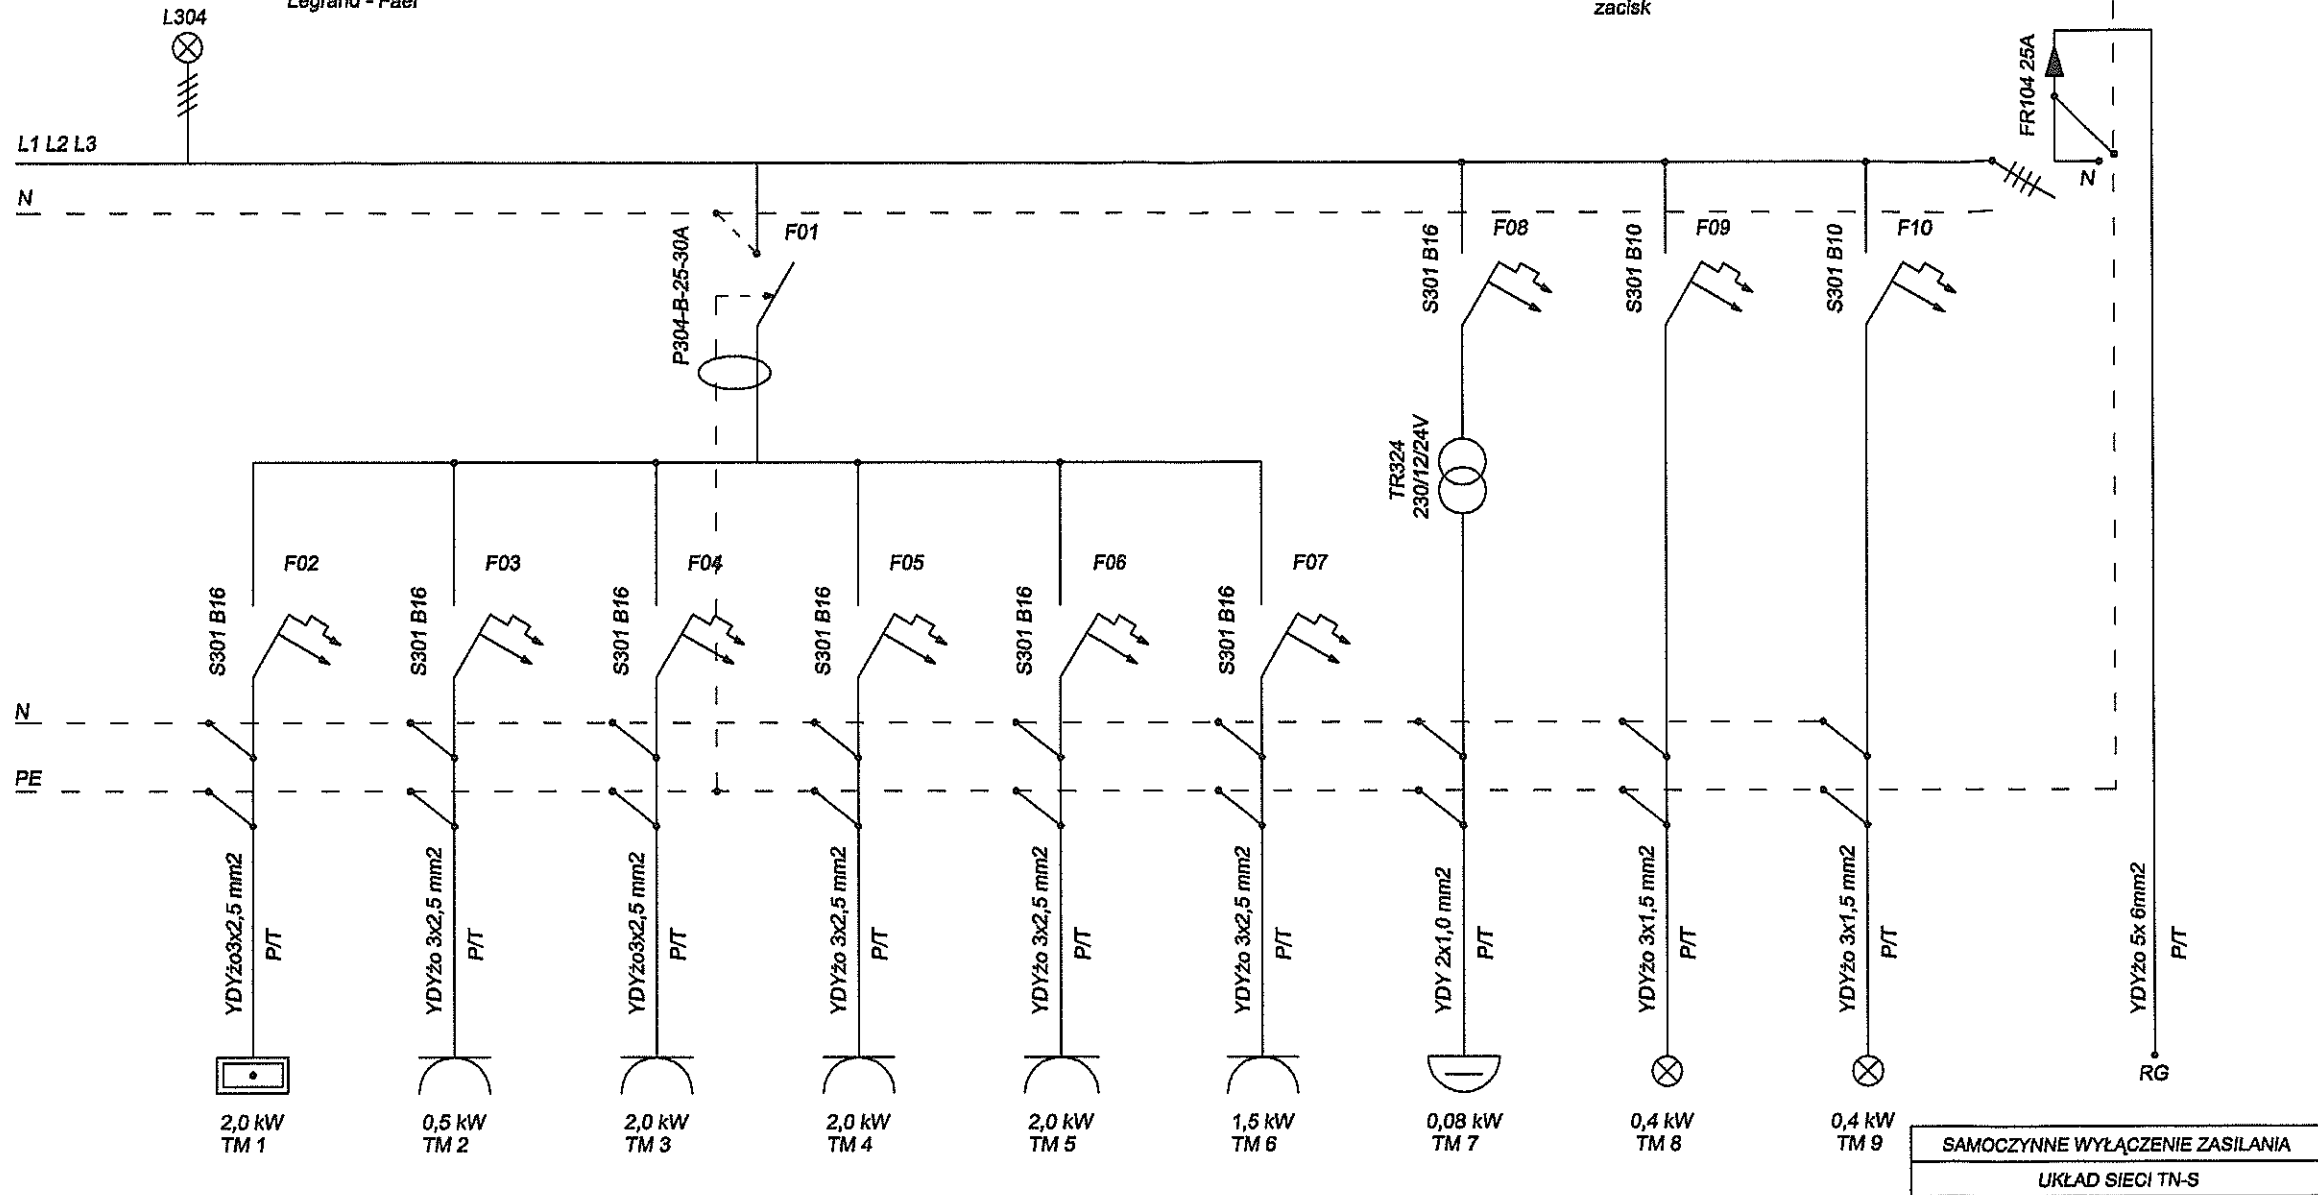 Legrand - Fael
zacisk
L304
FR104 25A
L1 L2 L3
N
N
P304-B-25-30A
F01
S301 B16
F08
S301 B10
F09
S301 B10
F10
TR324
230/12/24V
S301 B16
F02
S301 B16
F03
S301 B16
F04
S301 B16
F05
S301 B16
F06
S301 B16
F07
N
PE
YDYżo3x2,5 mm2
P/T
YDYżo 3x2,5 mm2
P/T
YDYżo3x2,5 mm2
P/T
YDYżo 3x2,5 mm2
P/T
YDYżo 3x2,5 mm2
P/T
YDYżo 3x2,5 mm2
P/T
YDY 2x1,0 mm2
P/T
YDYżo 3x1,5 mm2
P/T
YDYżo 3x1,5 mm2
P/T
YDYżo 5x 6mm2
P/T
RG
2,0 kW
TM 1
0,5 kW
TM 2
2,0 kW
TM 3
2,0 kW
TM 4
2,0 kW
TM 5
1,5 kW
TM 6
0,08 kW
TM 7
0,4 kW
TM 8
0,4 kW
TM 9
SAMOCZYNNE WYŁĄCZENIE ZASILANIA
UKŁAD SIECI TN-S